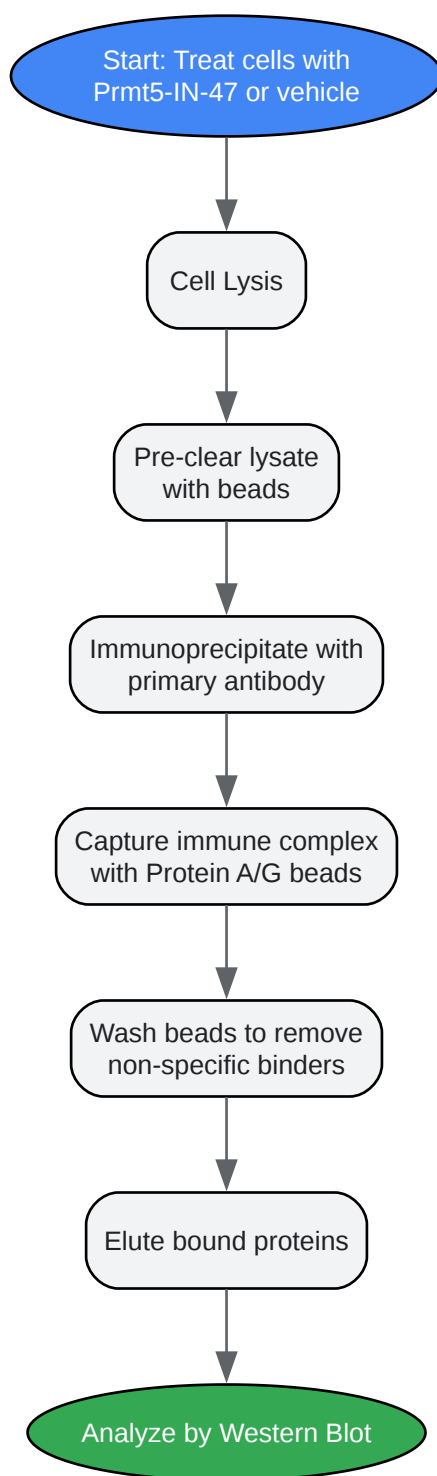 Start: Treat cells with
Prmt5-IN-47 or vehicle
Cell Lysis
Pre-clear lysate
with beads
Immunoprecipitate with
primary antibody
Capture immune complex
with Protein A/G beads
Wash beads to remove
non-specific binders
Elute bound proteins
Analyze by Western Blot